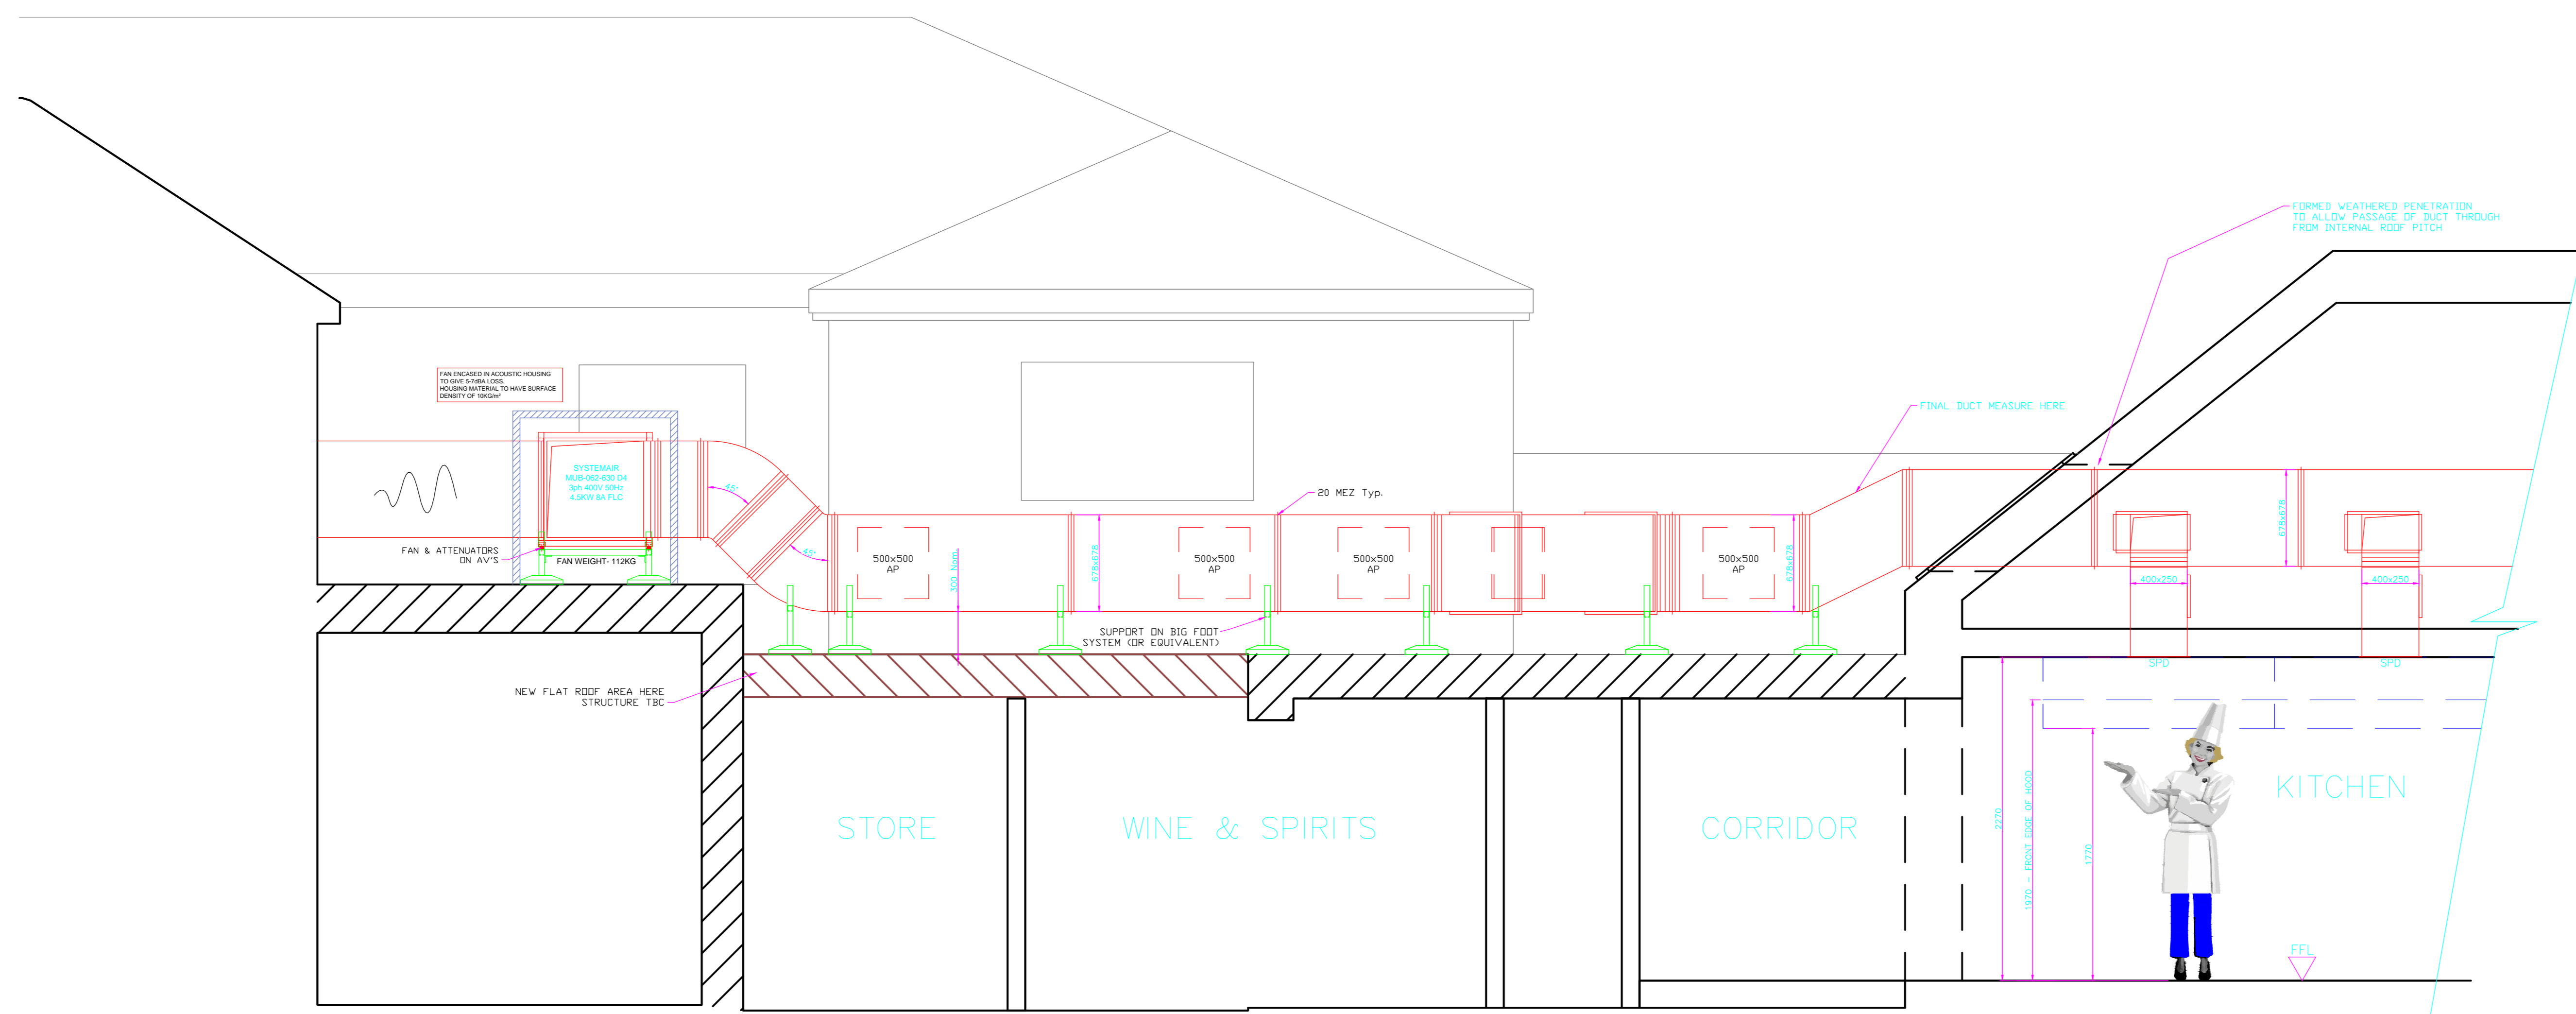 FORMED WEATHERED PENETRATION
TO ALLOW PASSAGE OF DUCT THROUGH
FROM INTERNAL ROOF PITCH
FAN ENCASED IN ACOUSTIC HOUSING
TO GIVE 5-7dBA LOSS.
HOUSING MATERIAL TO HAVE SURFACE
DENSITY OF 10KG/m²
FINAL DUCT MEASURE HERE
SYSTEMAIR
MUB-062-630 D4
3ph 400V 50Hz
4.5KW 8A FLC
45°
45°
20 MEZ Typ.
FAN & ATTENUATORS
ON AV'S
FAN WEIGHT- 112KG
500x500
AP
300 Nom.
678x678
500x500
AP
500x500
AP
500x500
AP
678x678
678x678
400x250
400x250
SUPPORT ON BIG FOOT
SYSTEM (OR EQUIVALENT)
SPD
SPD
NEW FLAT ROOF AREA HERE
STRUCTURE TBC
STORE
WINE & SPIRITS
CORRIDOR
KITCHEN
2270
1970 - FRONT EDGE OF HOOD
1770
FFL